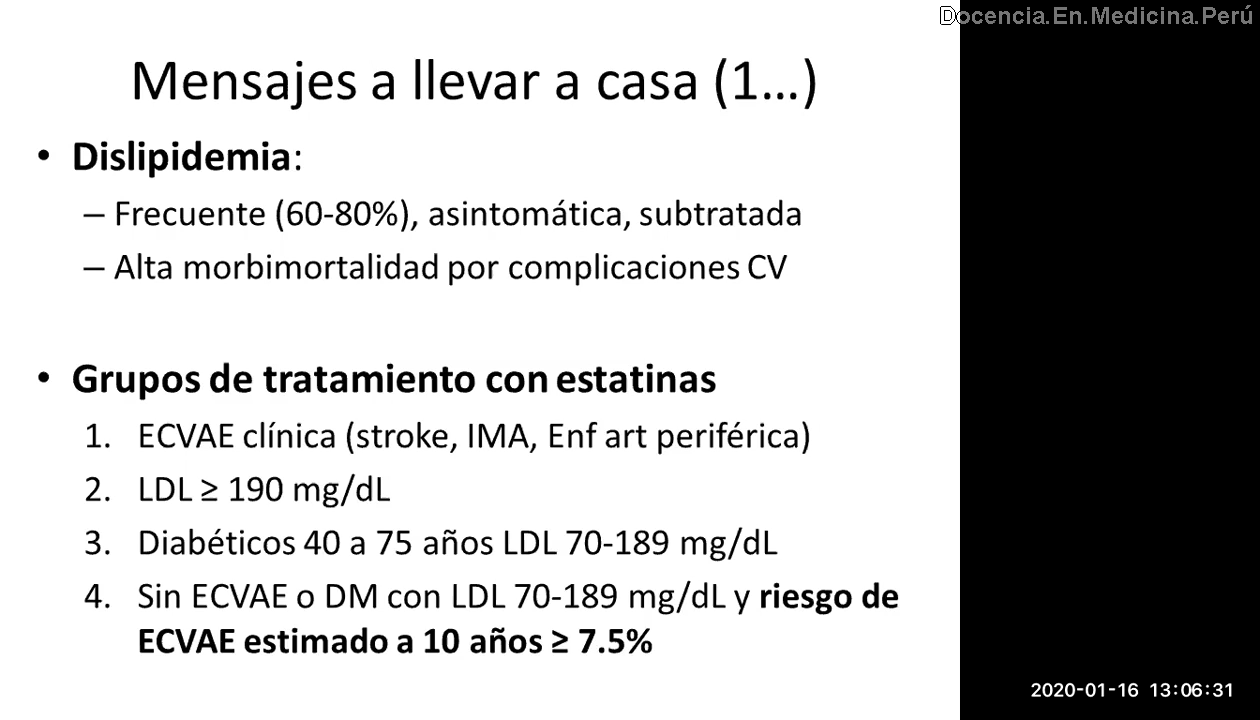 Docencia.En.Medicina.Perú
Mensajes a llevar a casa (1...)
• Dislipidemia:
– Frecuente (60-80%), asintomática, subtratada
– Alta morbimortalidad por complicaciones CV
• Grupos de tratamiento con estatinas
1. ECVAE clínica (stroke, IMA, Enf art periférica)
2. LDL ≥ 190 mg/dL
3. Diabéticos 40 a 75 años LDL 70-189 mg/dL
4. Sin ECVAE o DM con LDL 70-189 mg/dL y riesgo de
ECVAE estimado a 10 años ≥ 7.5%
2020-01-16 13:06:31